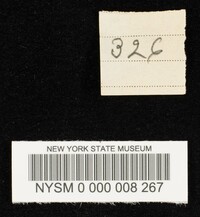 326
NEW YORK STATE MUSEUM
NYSM 0 000 008 267